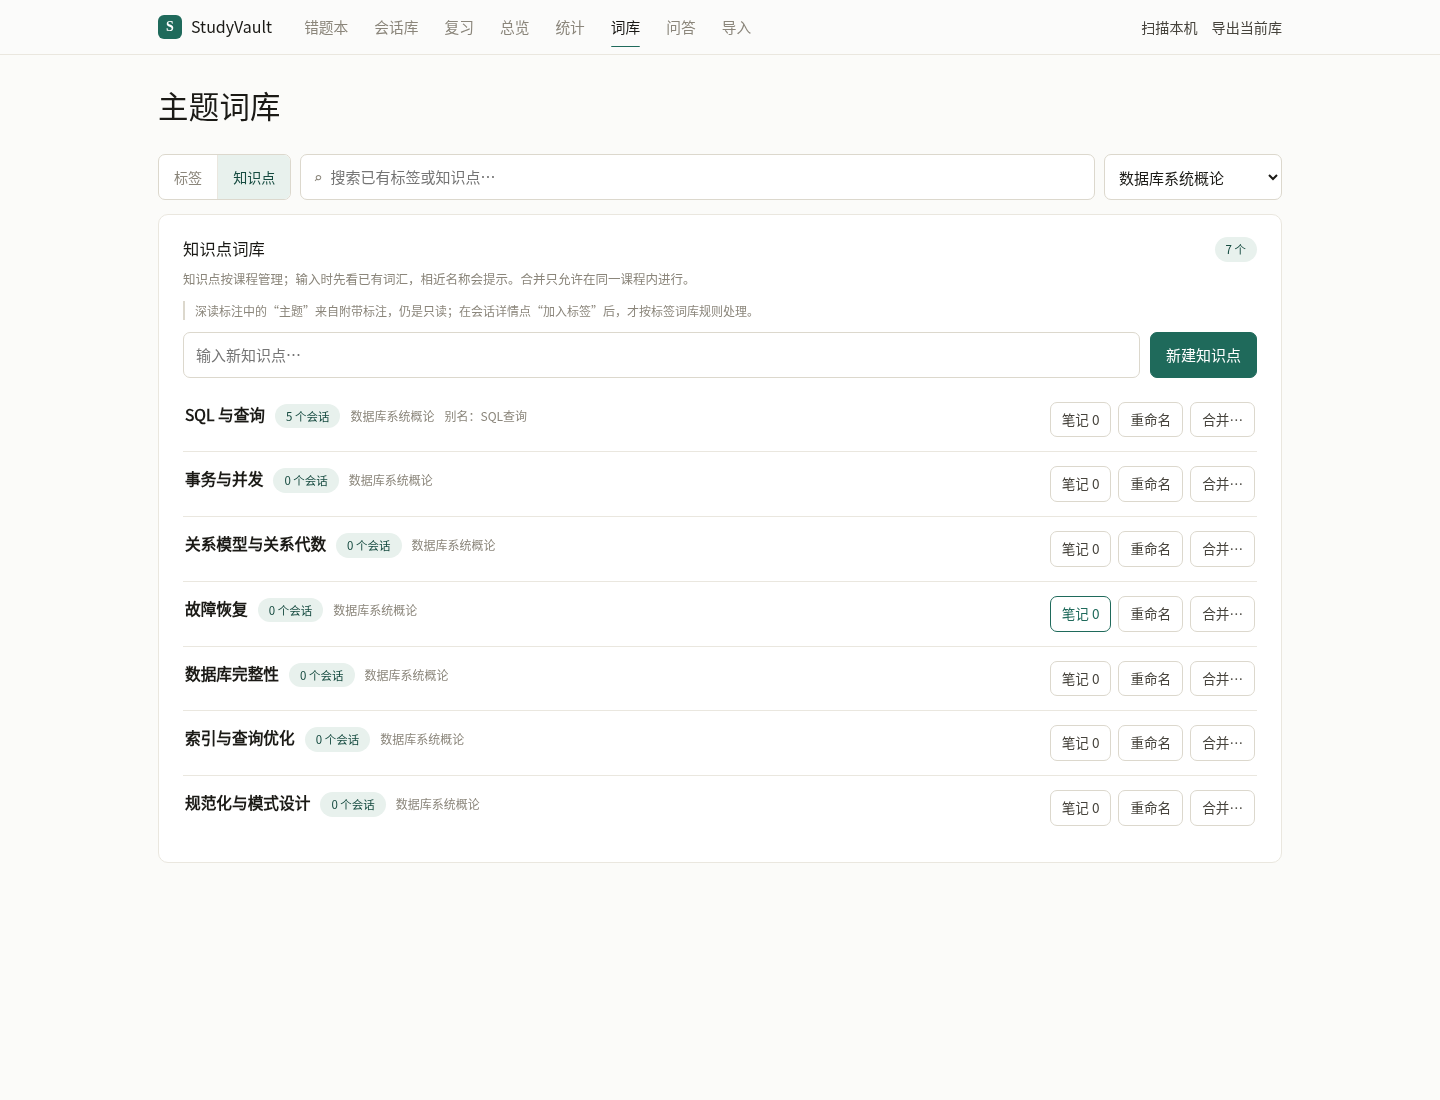 S StudyVault 错题本 会话库 复习 总览 统计 词库 问答 导入 扫描本机 导出当前库
主题词库
标签 知识点 搜索已有标签或知识点… 数据库系统概论
知识点词库 7 个
知识点按课程管理；输入时先看已有词汇，相近名称会提示。合并只允许在同一课程内进行。
深读标注中的“主题”来自附带标注，仍是只读；在会话详情点“加入标签”后，才按标签词库规则处理。
输入新知识点… 新建知识点
SQL 与查询 5 个会话 数据库系统概论 别名：SQL查询 笔记 0 重命名 合并…
事务与并发 0 个会话 数据库系统概论 笔记 0 重命名 合并…
关系模型与关系代数 0 个会话 数据库系统概论 笔记 0 重命名 合并…
故障恢复 0 个会话 数据库系统概论 笔记 0 重命名 合并…
数据库完整性 0 个会话 数据库系统概论 笔记 0 重命名 合并…
索引与查询优化 0 个会话 数据库系统概论 笔记 0 重命名 合并…
规范化与模式设计 0 个会话 数据库系统概论 笔记 0 重命名 合并…